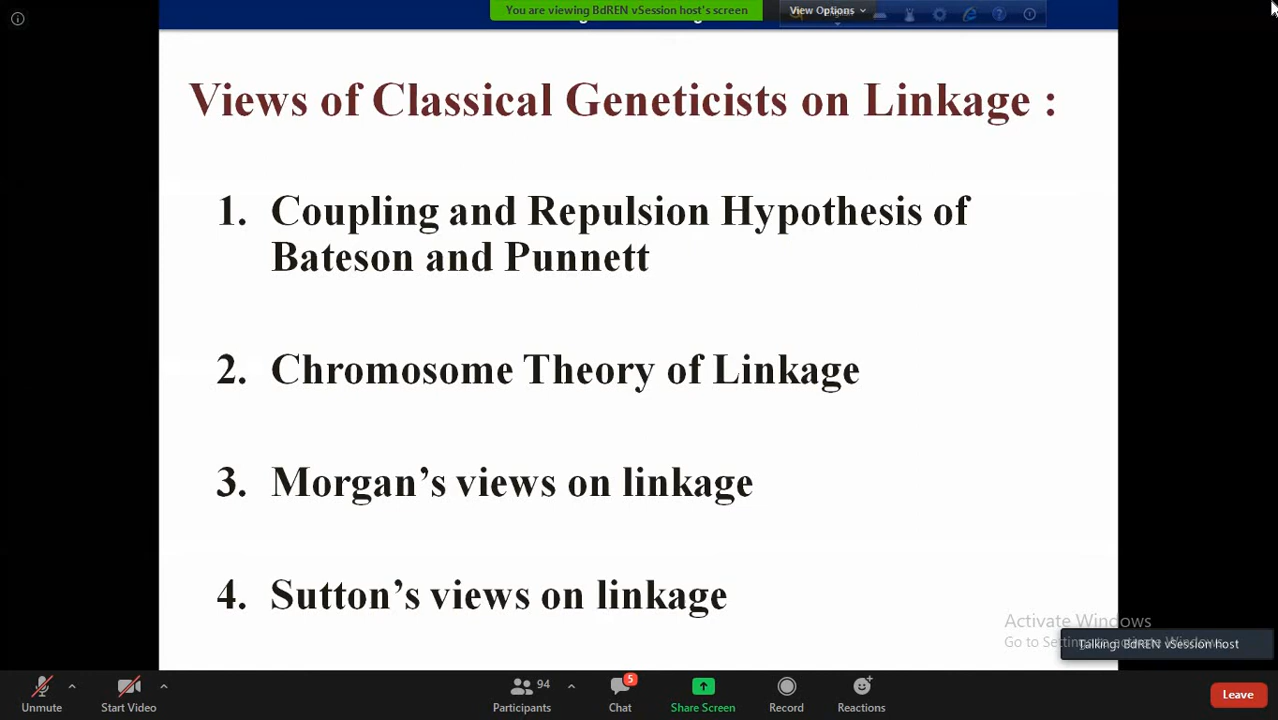 You are viewing BdREN vSession host's screen
View Options
Views of Classical Geneticists on Linkage :
1. Coupling and Repulsion Hypothesis of
Bateson and Punnett
2. Chromosome Theory of Linkage
3. Morgan's views on linkage
4. Sutton's views on linkage
Activate Windows
Go to Settings to activate Windows.
Talking: BdREN vSession host
Unmute
Start Video
94
Participants
5
Chat
Share Screen
Record
Reactions
Leave